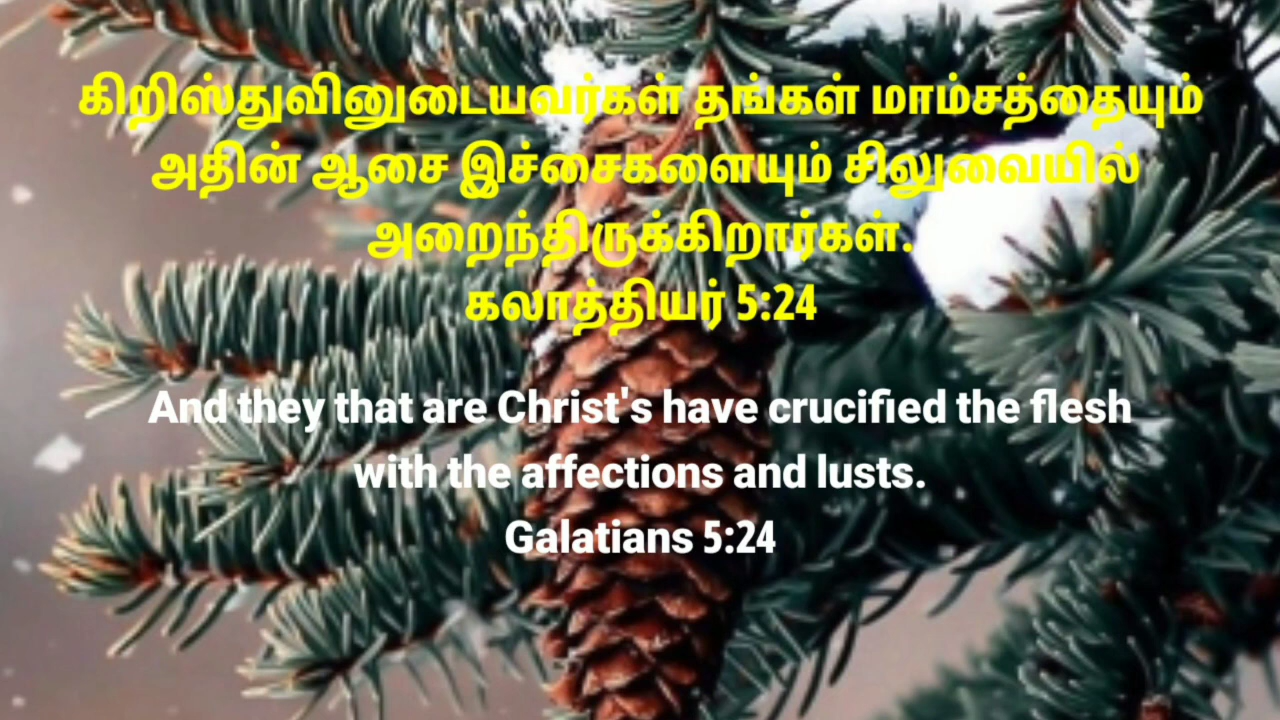 கிறிஸ்துவினுடையவர்கள் தங்கள் மாம்சத்தையும்
அதின் ஆசை இச்சைகளையும் சிலுவையில்
அறைந்திருக்கிறார்கள்.
கலாத்தியர் 5:24
And they that are Christ's have crucified the flesh
with the affections and lusts.
Galatians 5:24